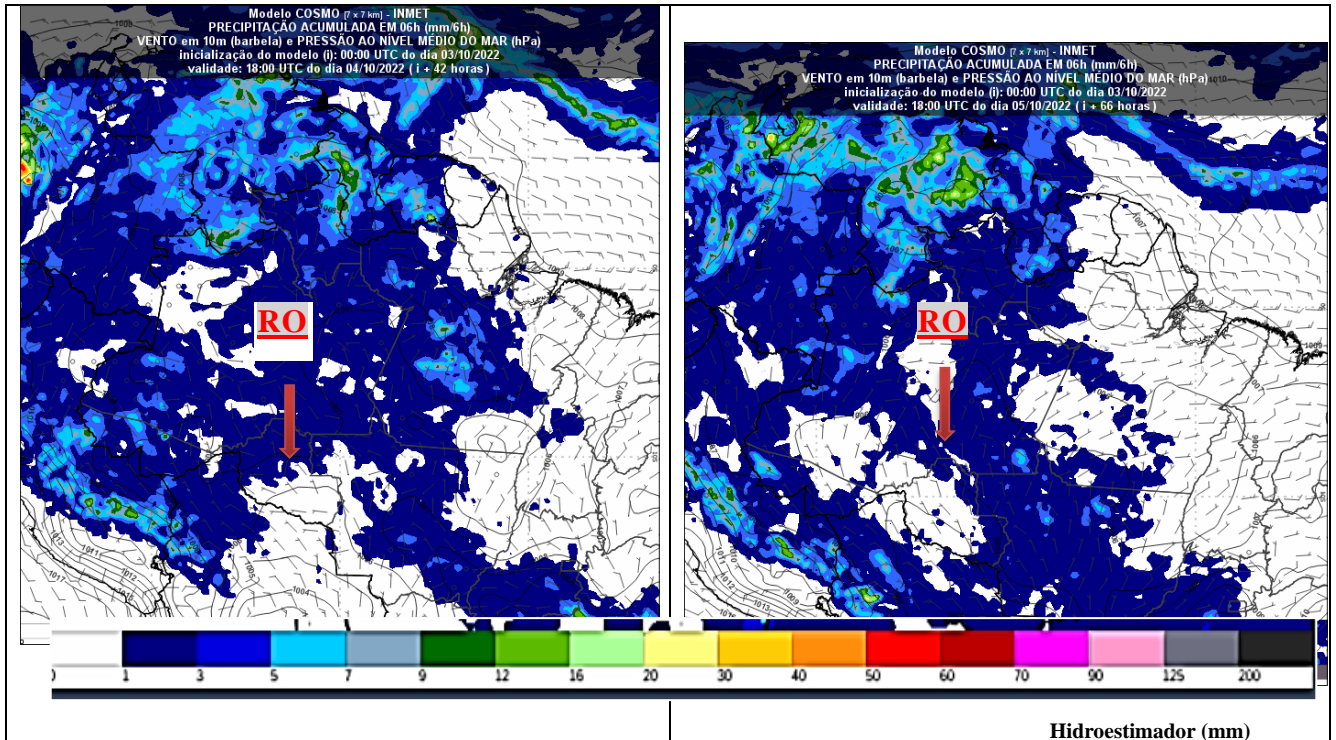 Modelo COSMO [7 x 7 km] - INMET
PRECIPITAÇÃO ACUMULADA EM 06h (mm/6h)
VENTO em 10m (barbela) e PRESSÃO AO NÍVEL MÉDIO DO MAR (hPa)
inicialização do modelo (i): 00:00 UTC do dia 03/10/2022
validade: 18:00 UTC do dia 04/10/2022 ( i + 42 horas )
RO
Modelo COSMO [7 x 7 km] - INMET
PRECIPITAÇÃO ACUMULADA EM 06h (mm/6h)
VENTO em 10m (barbela) e PRESSÃO AO NÍVEL MÉDIO DO MAR (hPa)
inicialização do modelo (i): 00:00 UTC do dia 03/10/2022
validade: 18:00 UTC do dia 05/10/2022 ( i + 66 horas )
RO
1 3 5 7 9 12 16 20 30 40 50 60 70 90 125 200
Hidroestimador (mm)